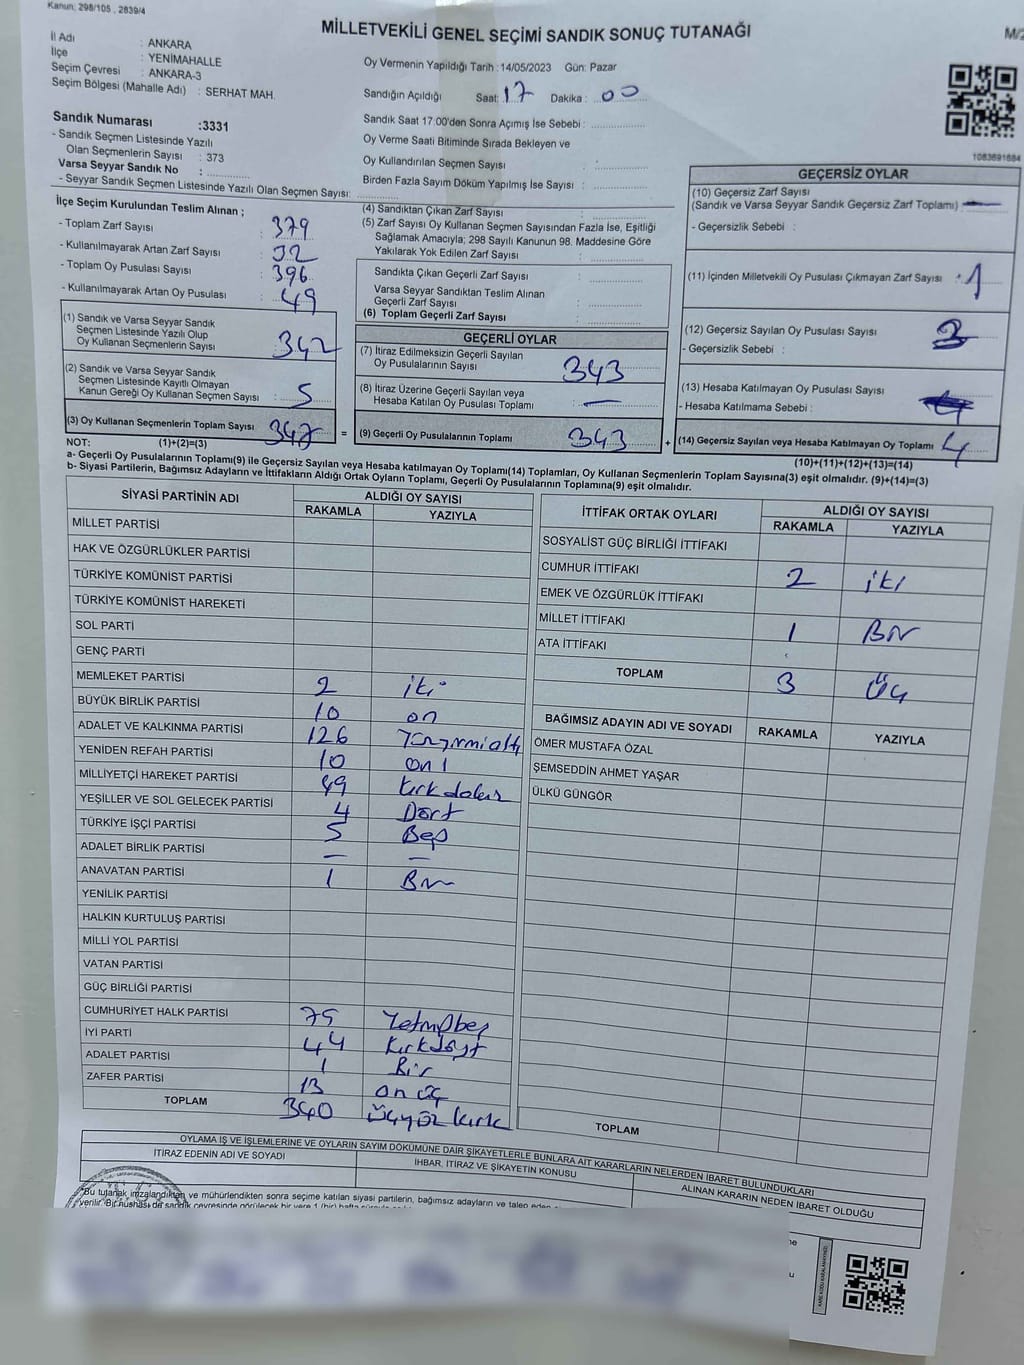 Kanun: 298/105 , 2839/4
MİLLETVEKİLİ GENEL SEÇİMİ SANDIK SONUÇ TUTANAĞI
İl Adı : ANKARA
İlçe : YENİMAHALLE
Seçim Çevresi : ANKARA-3
Seçim Bölgesi (Mahalle Adı) : SERHAT MAH.
Oy Vermenin Yapıldığı Tarih :14/05/2023 Gün: Pazar
Sandığın Açıldığı Saat: 17 Dakika : 00
Sandık Numarası :3331
- Sandık Seçmen Listesinde Yazılı
Olan Seçmenlerin Sayısı : 373
Varsa Seyyar Sandık No :
- Seyyar Sandık Seçmen Listesinde Yazılı Olan Seçmen Sayısı:
Sandık Saat 17.00'den Sonra Açımış İse Sebebi :
Oy Verme Saati Bitiminde Sırada Bekleyen ve
Oy Kullandırılan Seçmen Sayısı :
Birden Fazla Sayım Döküm Yapılmış İse Sayısı :
1083691684
İlçe Seçim Kurulundan Teslim Alınan ;
- Toplam Zarf Sayısı : 379
- Kullanılmayarak Artan Zarf Sayısı : 32
- Toplam Oy Pusulası Sayısı : 396
- Kullanılmayarak Artan Oy Pusulası : 49
(1) Sandık ve Varsa Seyyar Sandık
Seçmen Listesinde Yazılı Olup
Oy Kullanan Seçmenlerin Sayısı : 342
(2) Sandık ve Varsa Seyyar Sandık
Seçmen Listesinde Kayıtlı Olmayan
Kanun Gereği Oy Kullanan Seçmen Sayısı : 5
(3) Oy Kullanan Seçmenlerin Toplam Sayısı 347
(4) Sandıktan Çıkan Zarf Sayısı :
(5) Zarf Sayısı Oy Kullanan Seçmen Sayısından Fazla İse, Eşitliği
Sağlamak Amacıyla; 298 Sayılı Kanunun 98. Maddesine Göre
Yakılarak Yok Edilen Zarf Sayısı :
Sandıkta Çıkan Geçerli Zarf Sayısı :
Varsa Seyyar Sandıktan Teslim Alınan
Geçerli Zarf Sayısı :
(6) Toplam Geçerli Zarf Sayısı :
GEÇERLİ OYLAR
(7) İtiraz Edilmeksizin Geçerli Sayılan
Oy Pusulalarının Sayısı : 343
(8) İtiraz Üzerine Geçerli Sayılan veya
Hesaba Katılan Oy Pusulası Toplamı : —
= (9) Geçerli Oy Pusulalarının Toplamı 343
GEÇERSİZ OYLAR
(10) Geçersiz Zarf Sayısı
(Sandık ve Varsa Seyyar Sandık Geçersiz Zarf Toplamı) : —
- Geçersizlik Sebebi :
(11) İçinden Milletvekili Oy Pusulası Çıkmayan Zarf Sayısı : 1
(12) Geçersiz Sayılan Oy Pusulası Sayısı : 3
- Geçersizlik Sebebi :
(13) Hesaba Katılmayan Oy Pusulası Sayısı :
- Hesaba Katılmama Sebebi :
+ (14) Geçersiz Sayılan veya Hesaba Katılmayan Oy Toplamı 4
NOT: (1)+(2)=(3)
(10)+(11)+(12)+(13)=(14)
a- Geçerli Oy Pusulalarının Toplamı(9) ile Geçersiz Sayılan veya Hesaba katılmayan Oy Toplamı(14) Toplamları, Oy Kullanan Seçmenlerin Toplam Sayısına(3) eşit olmalıdır. (9)+(14)=(3)
b- Siyasi Partilerin, Bağımsız Adayların ve İttifakların Aldığı Ortak Oyların Toplamı, Geçerli Oy Pusulalarının Toplamına(9) eşit olmalıdır.
SİYASİ PARTİNİN ADI ALDIĞI OY SAYISI
RAKAMLA YAZIYLA
MİLLET PARTİSİ
HAK VE ÖZGÜRLÜKLER PARTİSİ
TÜRKİYE KOMÜNİST PARTİSİ
TÜRKİYE KOMÜNİST HAREKETİ
SOL PARTİ
GENÇ PARTİ
MEMLEKET PARTİSİ 2 iki
BÜYÜK BİRLİK PARTİSİ 10 on
ADALET VE KALKINMA PARTİSİ 126 Yüzyirmialtı
YENİDEN REFAH PARTİSİ 10 on
MİLLİYETÇİ HAREKET PARTİSİ 49 kırk dokuz
YEŞİLLER VE SOL GELECEK PARTİSİ 4 Dört
TÜRKİYE İŞÇİ PARTİSİ 5 Beş
ADALET BİRLİK PARTİSİ — —
ANAVATAN PARTİSİ 1 Bir
YENİLİK PARTİSİ
HALKIN KURTULUŞ PARTİSİ
MİLLİ YOL PARTİSİ
VATAN PARTİSİ
GÜÇ BİRLİĞİ PARTİSİ
CUMHURİYET HALK PARTİSİ 75 Yetmişbeş
İYİ PARTİ 44 Kırkdört
ADALET PARTİSİ 1 Bir
ZAFER PARTİSİ 13 on üç
TOPLAM 340 üçyüz kırk
İTTİFAK ORTAK OYLARI ALDIĞI OY SAYISI
RAKAMLA YAZIYLA
SOSYALİST GÜÇ BİRLİĞİ İTTİFAKI
CUMHUR İTTİFAKI 2 iki
EMEK VE ÖZGÜRLÜK İTTİFAKI
MİLLET İTTİFAKI 1 Bir
ATA İTTİFAKI
TOPLAM 3 Üç
BAĞIMSIZ ADAYIN ADI VE SOYADI RAKAMLA YAZIYLA
ÖMER MUSTAFA ÖZAL
ŞEMSEDDİN AHMET YAŞAR
ÜLKÜ GÜNGÖR
TOPLAM
OYLAMA İŞ VE İŞLEMLERİNE VE OYLARIN SAYIM DÖKÜMÜNE DAİR ŞİKAYETLERLE BUNLARA AİT KARARLARIN NELERDEN İBARET BULUNDUKLARI
İTİRAZ EDENİN ADI VE SOYADI İHBAR, İTİRAZ VE ŞİKAYETİN KONUSU ALINAN KARARIN NEDEN İBARET OLDUĞU
Bu tutanak imzalandıktan ve mühürlendikten sonra seçime katılan siyasi partilerin, bağımsız adayların ve talep eden